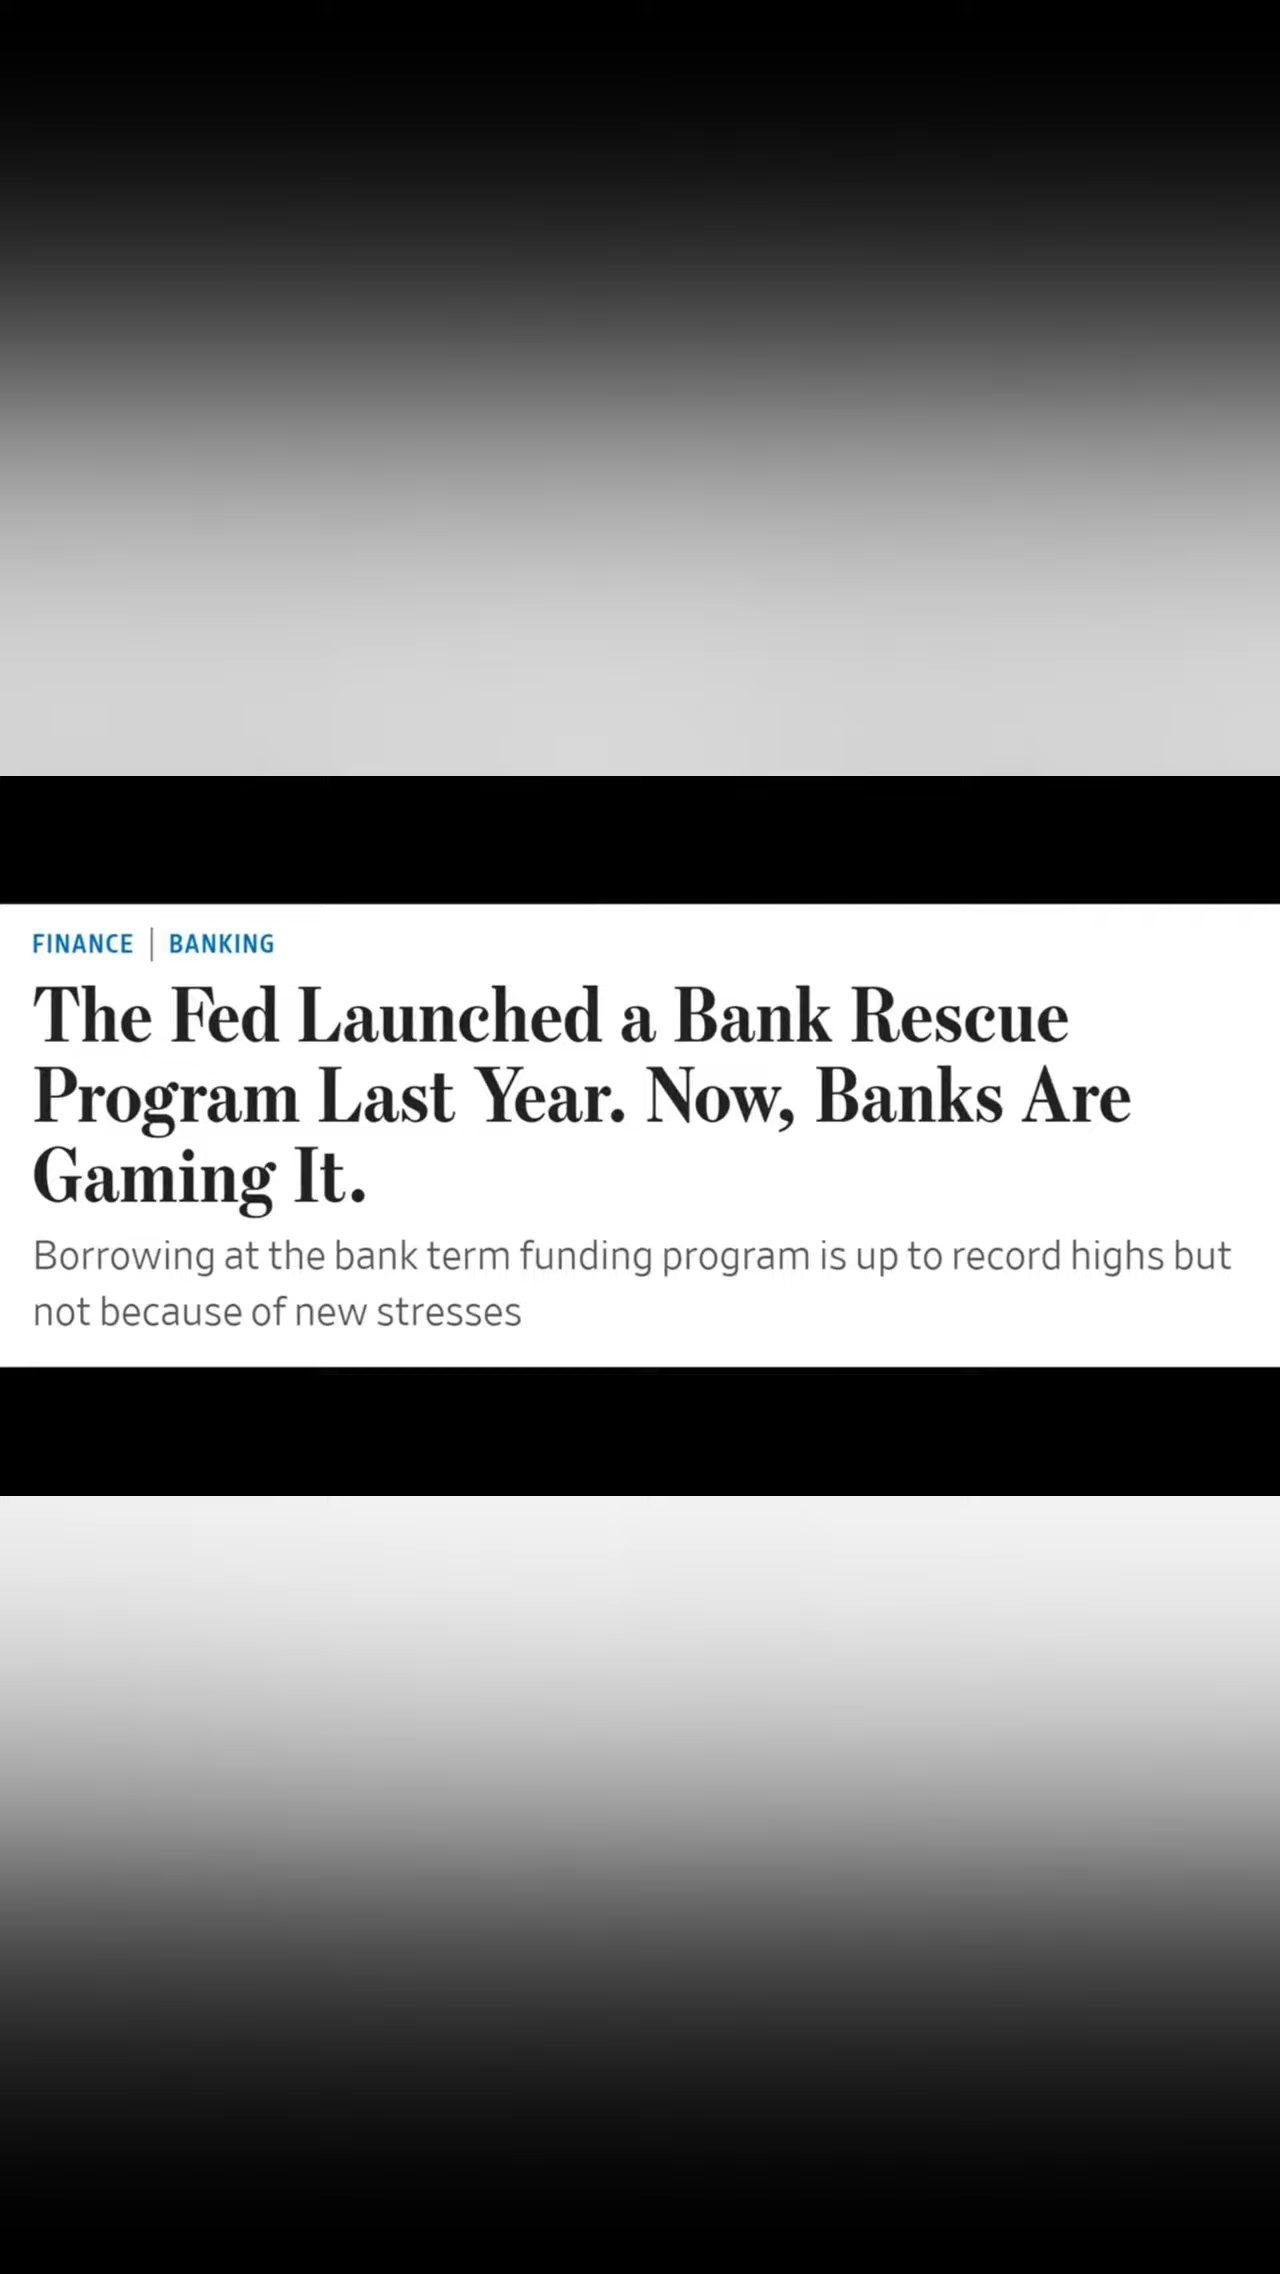 FINANCE | BANKING
The Fed Launched a Bank Rescue
Program Last Year. Now, Banks Are
Gaming It.
Borrowing at the bank term funding program is up to record highs but
not because of new stresses